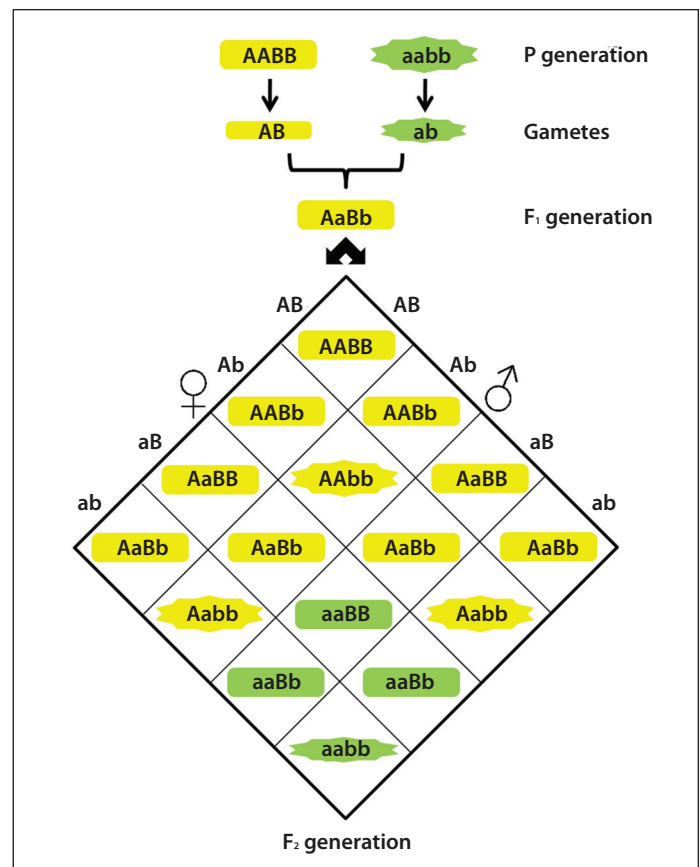 AABB aabb P generation
AB ab Gametes
AaBb F₁ generation
AB AB
AABB
Ab Ab
♀ ♂
AABb AABb
aB aB
AaBB AAbb AaBB
ab ab
AaBb AaBb AaBb AaBb
Aabb aaBB Aabb
aaBb aaBb
aabb
F₂ generation